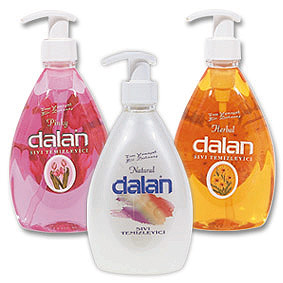 Pinky
dalan
SIVI TEMİZLEYİCİ
Natural
dalan
SIVI
TEMİZLEYİCİ
Herbal
dalan
SIVI TEMİZLEYİCİ